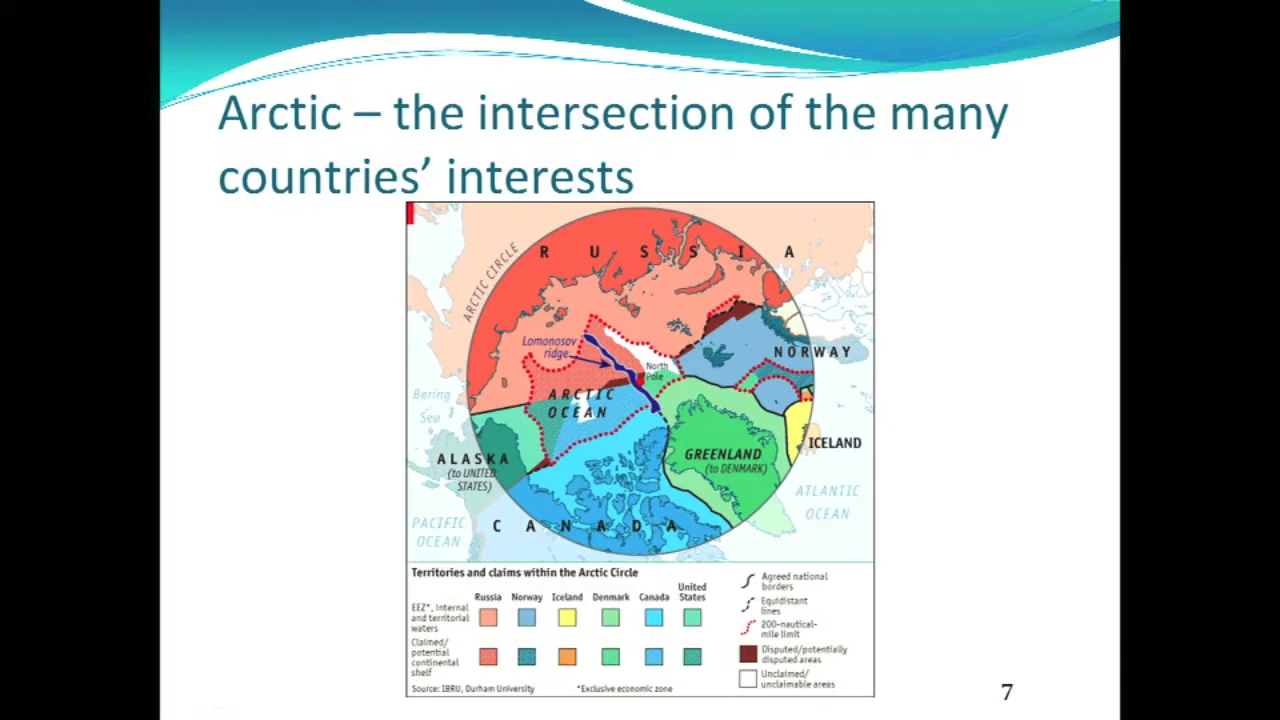 Arctic – the intersection of the many
countries’ interests
ARCTIC CIRCLE
R U S S I A
Lomonosov
ridge
North
Pole
NORWAY
Bering
Sea
ARCTIC
OCEAN
ICELAND
ALASKA
(to UNITED
STATES)
GREENLAND
(to DENMARK)
ATLANTIC
OCEAN
PACIFIC
OCEAN
C A N A D A
Territories and claims within the Arctic Circle
Russia Norway Iceland Denmark Canada United
States
EEZ*, internal
and territorial
waters
Claimed/
potential
continental
shelf
Agreed national
borders
Equidistant
lines
200-nautical-
mile limit
Disputed/potentially
disputed areas
Unclaimed/
unclaimable areas
Source: IBRU, Durham University *Exclusive economic zone
7